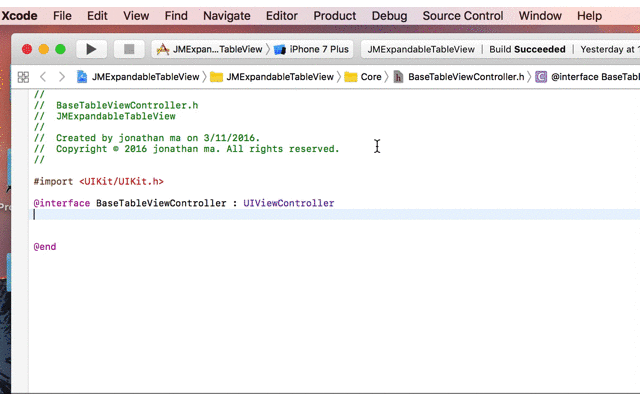 Xcode File Edit View Find Navigate Editor Product Debug Source Control Window Help
JMExpan...TableView iPhone 7 Plus JMExpandableTableView Build Succeeded Yesterday at
JMExpandableTableView JMExpandableTableView Core h BaseTableViewController.h C @interface BaseTabl
//
// BaseTableViewController.h
// JMExpandableTableView
//
// Created by jonathan ma on 3/11/2016.
// Copyright © 2016 jonathan ma. All rights reserved.
//
#import <UIKit/UIKit.h>
@interface BaseTableViewController : UIViewController
@end